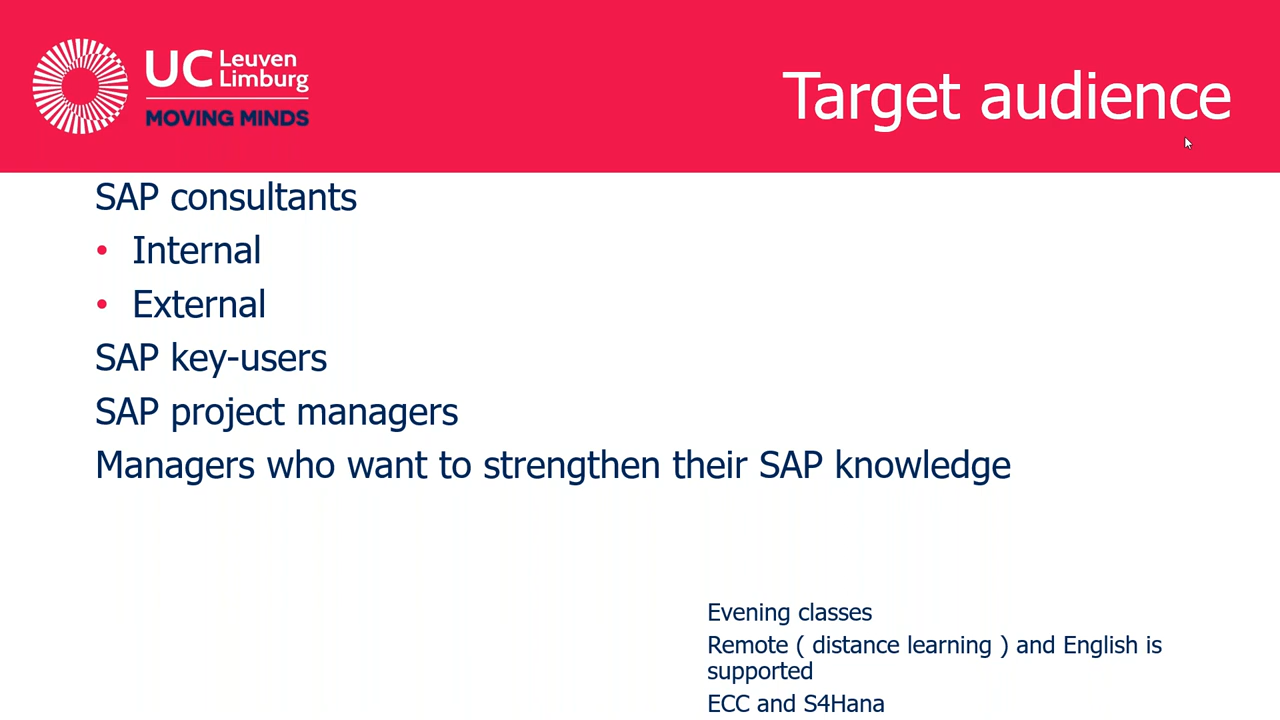 UC Leuven
Limburg
MOVING MINDS
Target audience
SAP consultants
• Internal
• External
SAP key-users
SAP project managers
Managers who want to strengthen their SAP knowledge
Evening classes
Remote ( distance learning ) and English is
supported
ECC and S4Hana